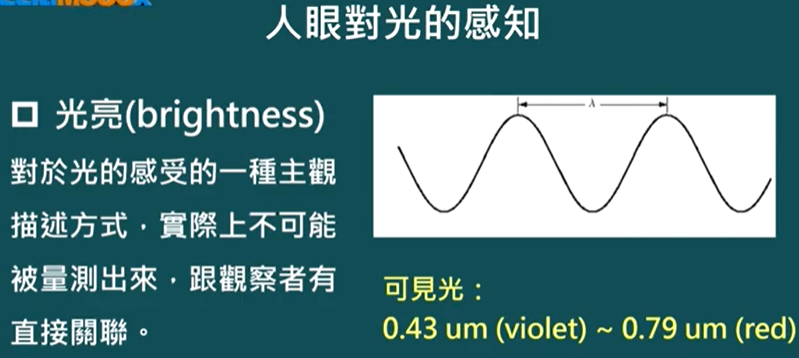 人眼對光的感知
光亮(brightness)
對於光的感受的一種主觀
描述方式，實際上不可能
被量測出來，跟觀察者有
直接關聯。
λ
可見光：
0.43 um (violet) ~ 0.79 um (red)